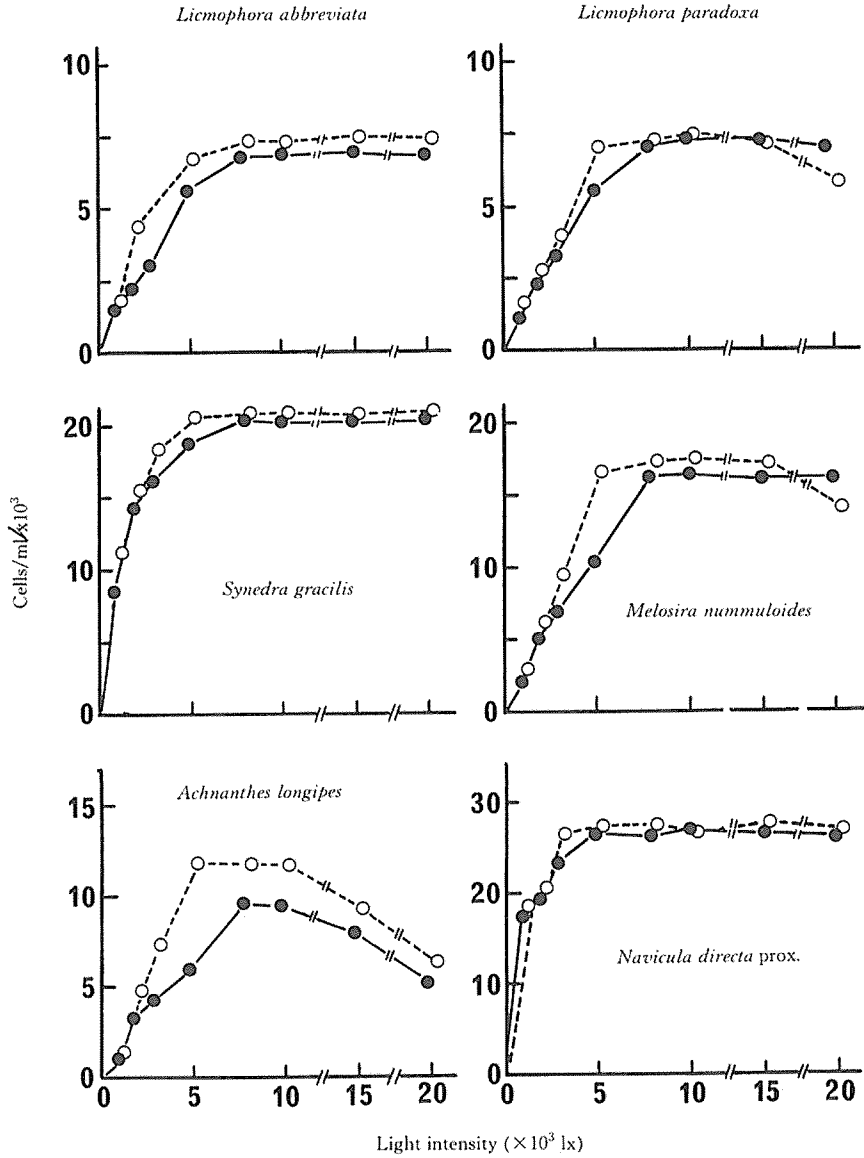 Licmophora abbreviata
Licmophora paradoxa
10
5
0
10
5
0
Cells/ml/x10³
20
10
0
Synedra gracilis
20
10
0
Melosira nummuloides
15
10
5
0
Achnanthes longipes
0 5 10 15 20
30
20
10
0
Navicula directa prox.
0 5 10 15 20
Light intensity (×10³ lx)